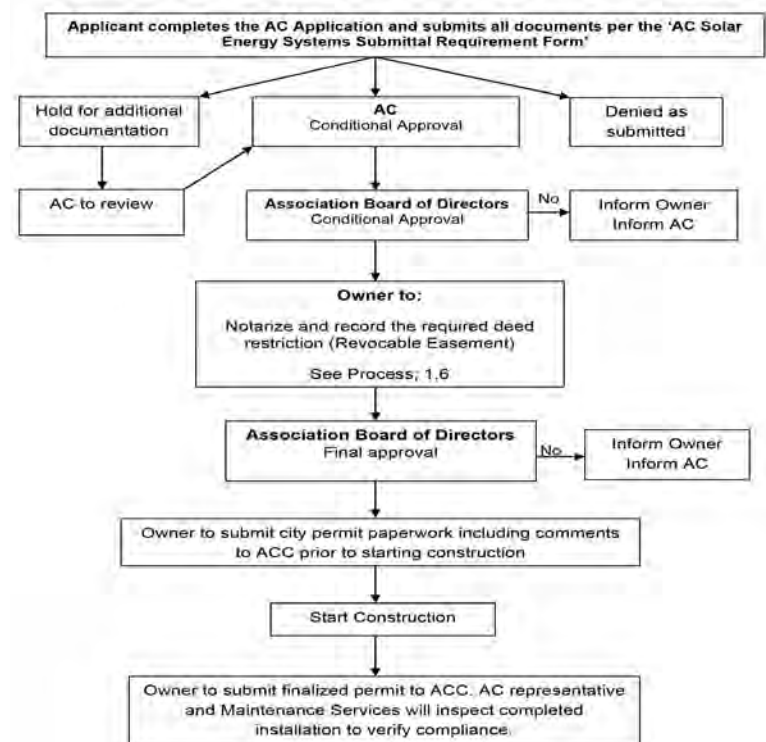 Applicant completes the AC Application and submits all documents per the 'AC Solar
Energy Systems Submittal Requirement Form'
Hold for additional
documentation
AC
Conditional Approval
Denied as
submitted
AC to review
Association Board of Directors
Conditional Approval
No
Inform Owner
Inform AC
Owner to:
Notarize and record the required deed
restriction (Revocable Easement)
See Process; 1.6
Association Board of Directors
Final approval
No
Inform Owner
Inform AC
Owner to submit city permit paperwork including comments
to ACC prior to starting construction
Start Construction
Owner to submit finalized permit to ACC. AC representative
and Maintenance Services will inspect completed
installation to verify compliance.